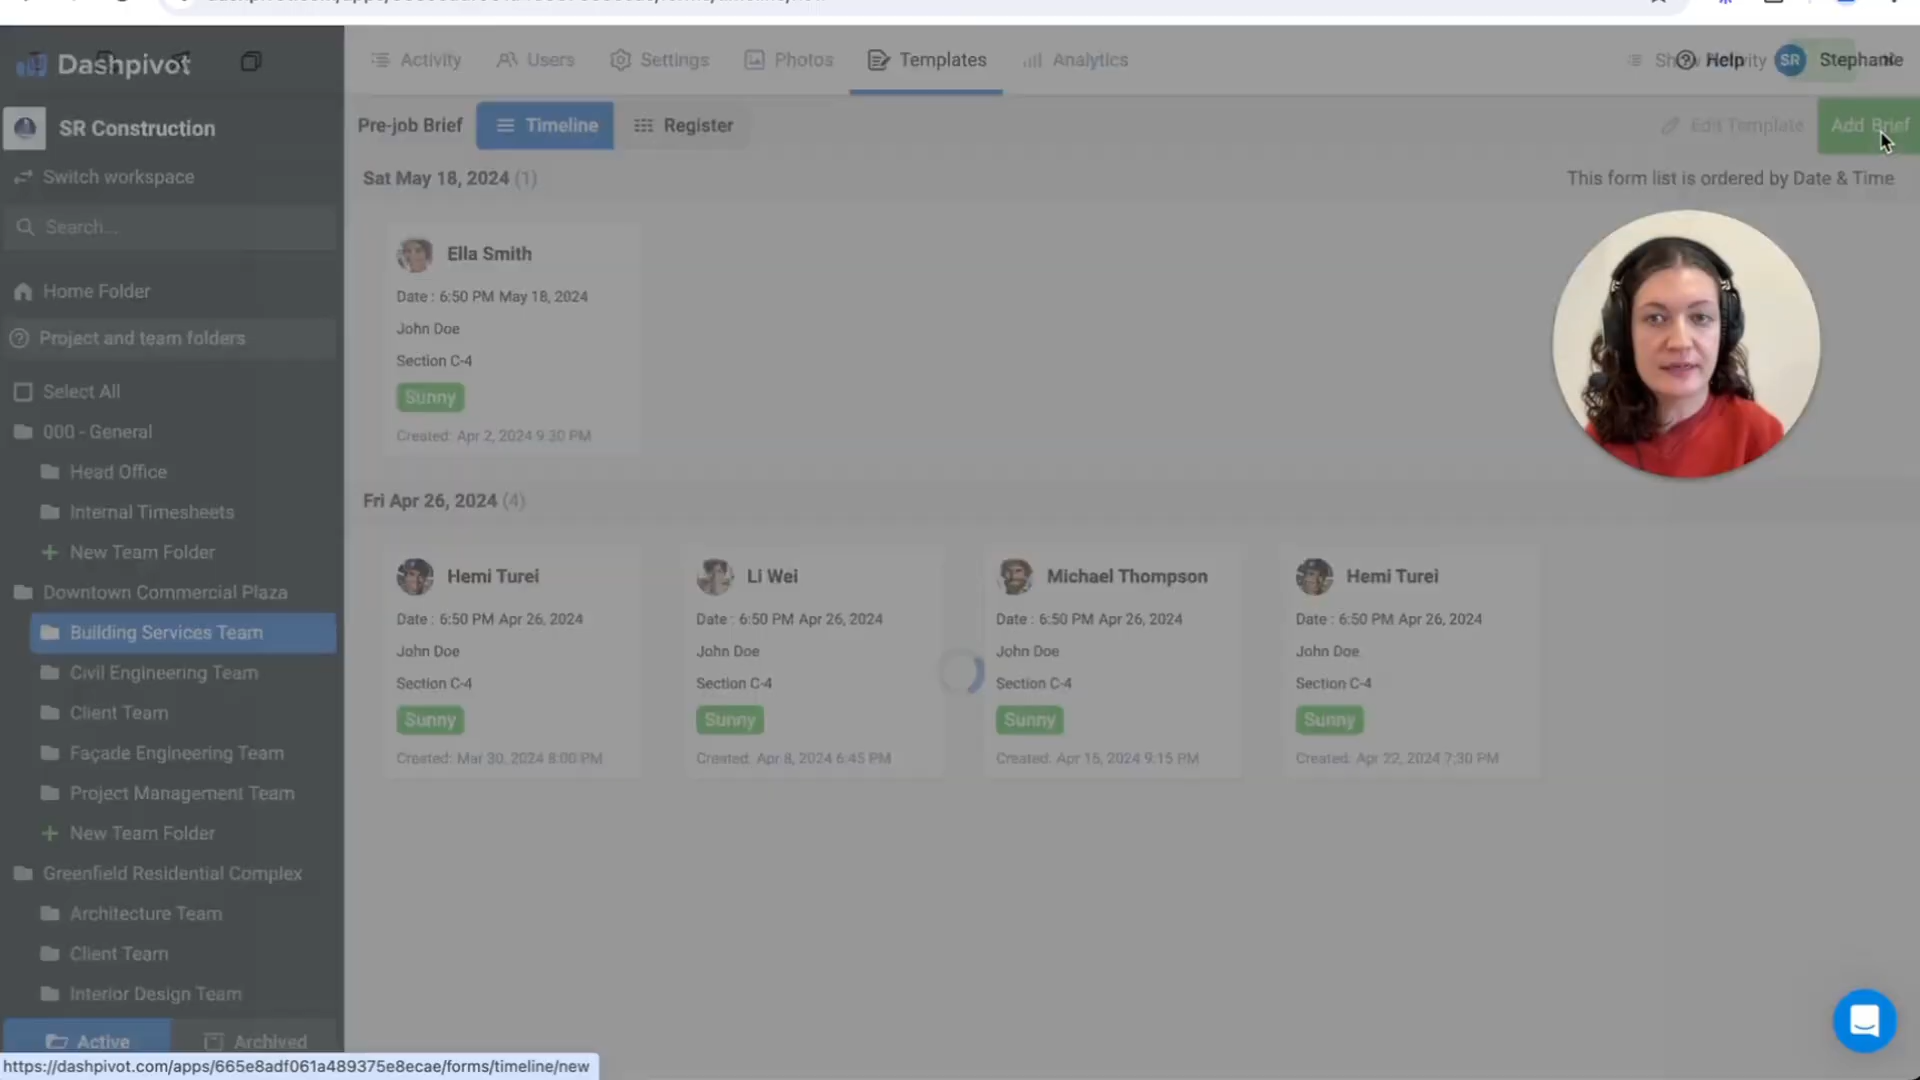 Dashpivot
SR Construction
Switch workspace
Search...
Home Folder
Project and team folders
Select All
000 - General
Head Office
Internal Timesheets
New Team Folder
Downtown Commercial Plaza
Building Services Team
Civil Engineering Team
Client Team
Façade Engineering Team
Project Management Team
New Team Folder
Greenfield Residential Complex
Architecture Team
Client Team
Interior Design Team
Active Archived
https://dashpivot.com/apps/665e8adf061a489375e8ecae/forms/timeline/new
Activity Users Settings Photos Templates Analytics
Help SR Stephanie
Pre-job Brief Timeline Register Edit Template Add Brief
Sat May 18, 2024 (1) This form list is ordered by Date & Time
Ella Smith
Date : 6:50 PM May 18, 2024
John Doe
Section C-4
Sunny
Created: Apr 2, 2024 9:30 PM
Fri Apr 26, 2024 (4)
Hemi Turei Li Wei Michael Thompson Hemi Turei
Date : 6:50 PM Apr 26, 2024 Date : 6:50 PM Apr 26, 2024 Date : 6:50 PM Apr 26, 2024 Date : 6:50 PM Apr 26, 2024
John Doe John Doe John Doe John Doe
Section C-4 Section C-4 Section C-4 Section C-4
Sunny Sunny Sunny Sunny
Created: Mar 30, 2024 8:00 PM Created: Apr 8, 2024 6:45 PM Created: Apr 15, 2024 9:15 PM Created: Apr 22, 2024 7:30 PM